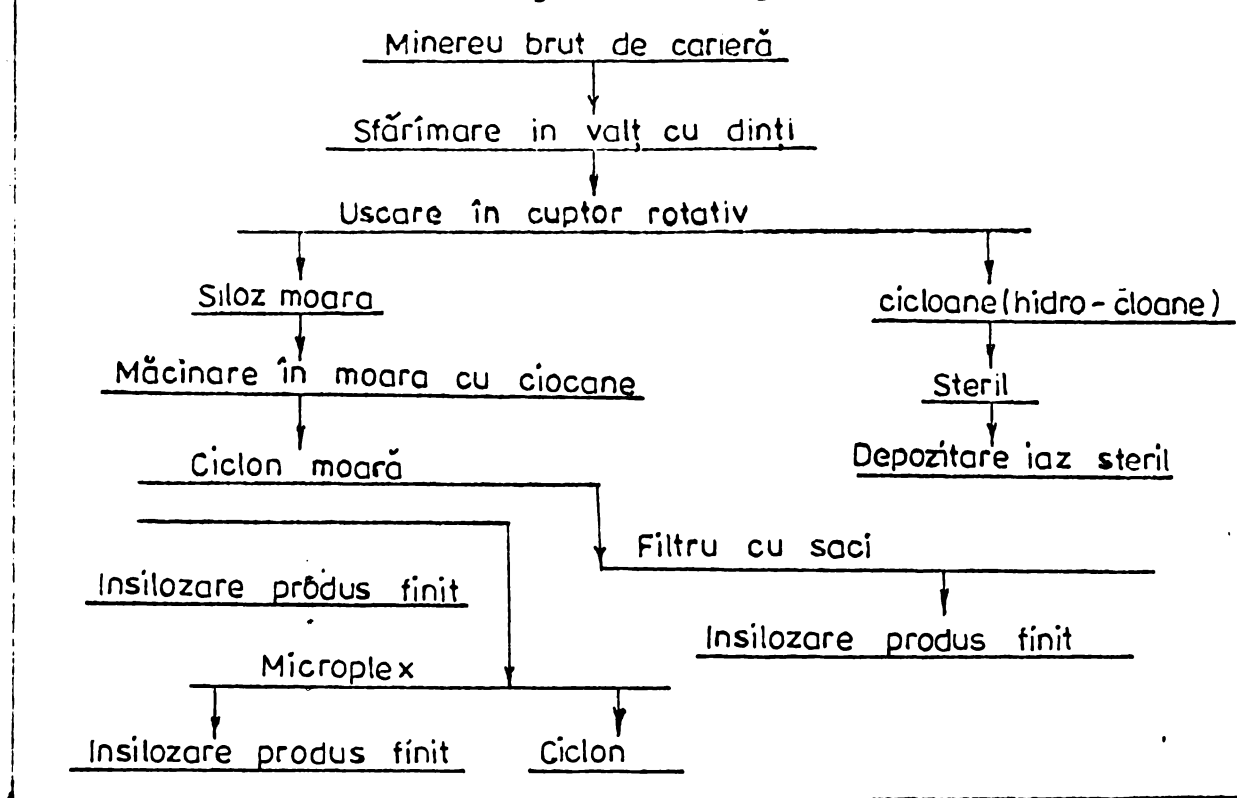 Minereu brut de carieră
Sfărîmare in valț cu dinți
Uscare în cuptor rotativ
Siloz moara
cicloane (hidro-cloane)
Măcinare în moara cu ciocane
Steril
Ciclon moară
Depozitare iaz steril
Filtru cu saci
Insilozare produs finit
Insilozare produs finit
Microplex
Insilozare produs finit
Ciclon